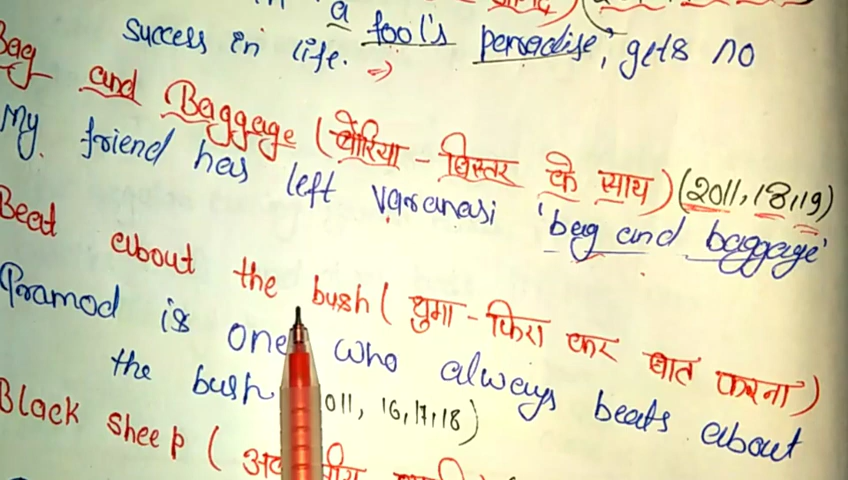 a fool's peradise, gets no
success in life. ⇒
Bag and Baggage (बोरिया - बिस्तर के साथ) (2011, 18, 19)
My friend has left varanasi 'bag and baggage'
Beat about the bush ( घुमा - फिरा कर बात करना )
Pramod is one who always beats about
the bush 011, 16, 17, 18)
Black sheep (